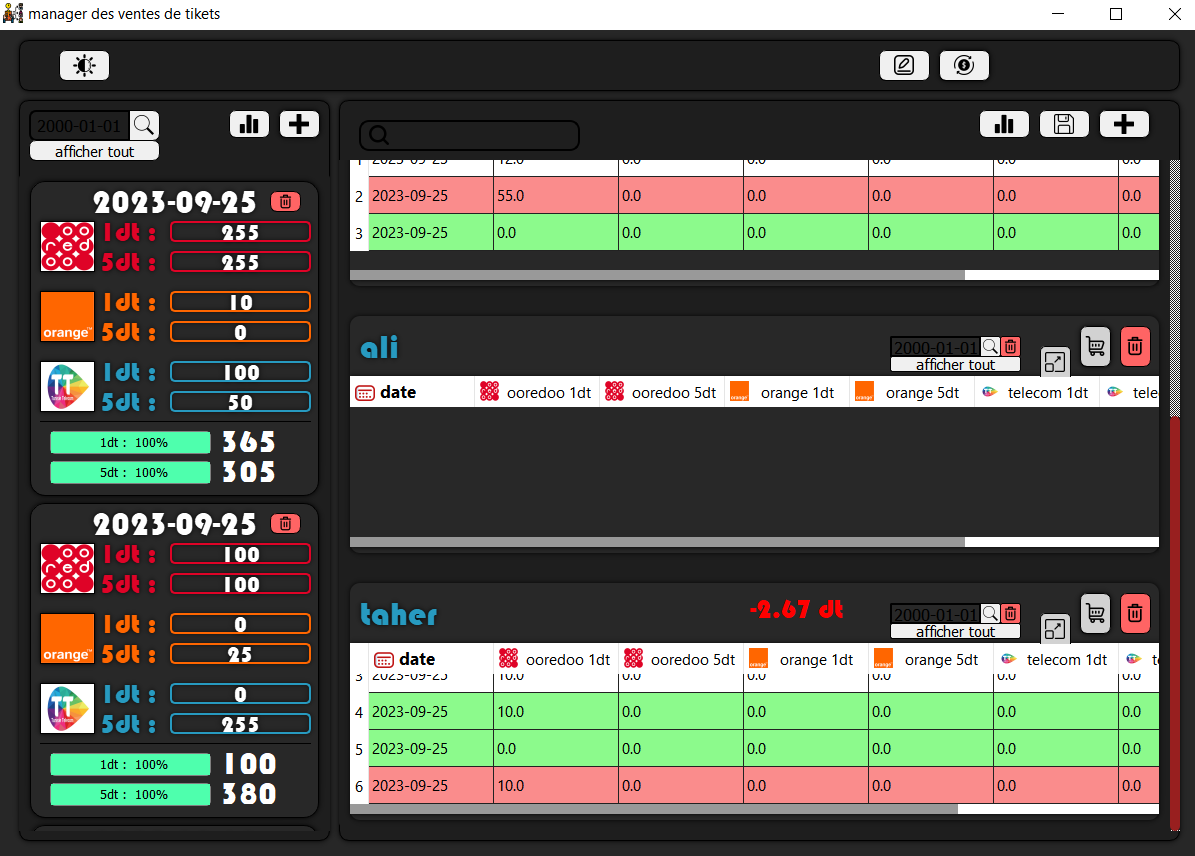 manager des ventes de tikets
2000-01-01
afficher tout
2023-09-25
1dt : 255
5dt : 255
orange 1dt : 10
5dt : 0
TT 1dt : 100
5dt : 50
1dt : 100% 365
5dt : 100% 305
2023-09-25
1dt : 100
5dt : 100
orange 1dt : 0
5dt : 25
TT 1dt : 0
5dt : 255
1dt : 100% 100
5dt : 100% 380
1 2023-09-25 12.0 0.0 0.0 0.0 0.0 0.0
2 2023-09-25 55.0 0.0 0.0 0.0 0.0 0.0
3 2023-09-25 0.0 0.0 0.0 0.0 0.0 0.0
ali 2000-01-01
afficher tout
date ooredoo 1dt ooredoo 5dt orange 1dt orange 5dt telecom 1dt tele
taher -2.67 dt 2000-01-01
afficher tout
date ooredoo 1dt ooredoo 5dt orange 1dt orange 5dt telecom 1dt t
3 2023-09-25 10.0 0.0 0.0 0.0 0.0 0.0
4 2023-09-25 10.0 0.0 0.0 0.0 0.0 0.0
5 2023-09-25 0.0 0.0 0.0 0.0 0.0 0.0
6 2023-09-25 10.0 0.0 0.0 0.0 0.0 0.0